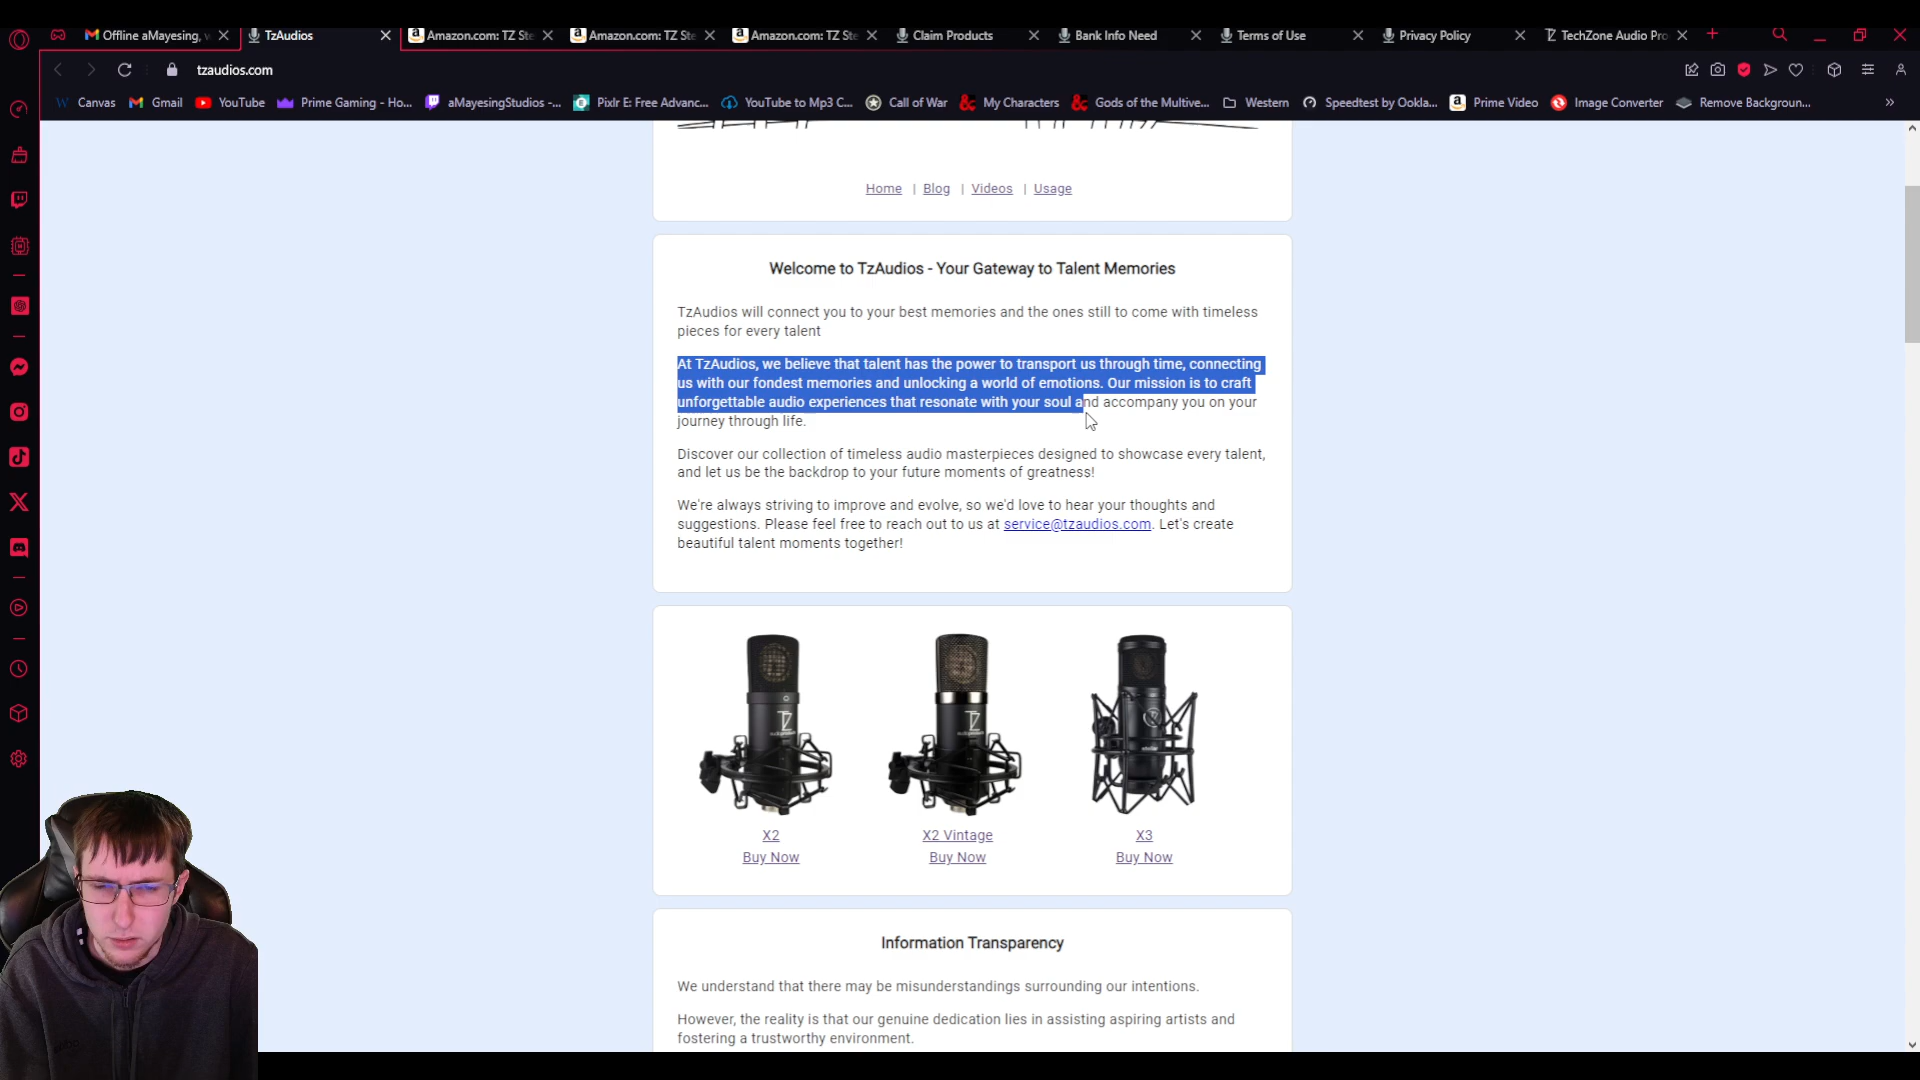 Offline aMayesing, w
TzAudios
Amazon.com: TZ Ste
Amazon.com: TZ Ste
Amazon.com: TZ Ste
Claim Products
Bank Info Need
Terms of Use
Privacy Policy
TechZone Audio Pro
tzaudios.com
Canvas
Gmail
YouTube
Prime Gaming - Ho...
aMayesingStudios -...
Pixlr E: Free Advanc...
YouTube to Mp3 C...
Call of War
My Characters
Gods of the Multive...
Western
Speedtest by Ookla...
Prime Video
Image Converter
Remove Backgroun...
Home | Blog | Videos | Usage
Welcome to TzAudios - Your Gateway to Talent Memories
TzAudios will connect you to your best memories and the ones still to come with timeless
pieces for every talent
At TzAudios, we believe that talent has the power to transport us through time, connecting
us with our fondest memories and unlocking a world of emotions. Our mission is to craft
unforgettable audio experiences that resonate with your soul and accompany you on your
journey through life.
Discover our collection of timeless audio masterpieces designed to showcase every talent,
and let us be the backdrop to your future moments of greatness!
We're always striving to improve and evolve, so we'd love to hear your thoughts and
suggestions. Please feel free to reach out to us at service@tzaudios.com. Let's create
beautiful talent moments together!
TZ
TZ
X2
X2 Vintage
X3
Buy Now
Buy Now
Buy Now
Information Transparency
We understand that there may be misunderstandings surrounding our intentions.
However, the reality is that our genuine dedication lies in assisting aspiring artists and
fostering a trustworthy environment.